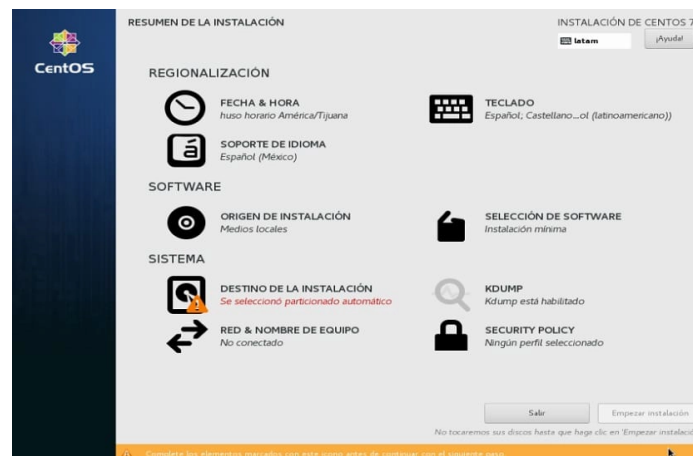 RESUMEN DE LA INSTALACIÓN
INSTALACIÓN DE CENTOS 7
latam
¡Ayuda!
CentOS
REGIONALIZACIÓN
FECHA & HORA
huso horario América/Tijuana
TECLADO
Español; Castellano...ol (latinoamericano))
á
SOPORTE DE IDIOMA
Español (México)
SOFTWARE
ORIGEN DE INSTALACIÓN
Medios locales
SELECCIÓN DE SOFTWARE
Instalación mínima
SISTEMA
DESTINO DE LA INSTALACIÓN
Se seleccionó particionado automático
KDUMP
Kdump está habilitado
RED & NOMBRE DE EQUIPO
No conectado
SECURITY POLICY
Ningún perfil seleccionado
Salir
Empezar instalación
No tocaremos sus discos hasta que haga clic en 'Empezar instalació
Complete los elementos marcados con este icono antes de continuar con el siguiente paso.